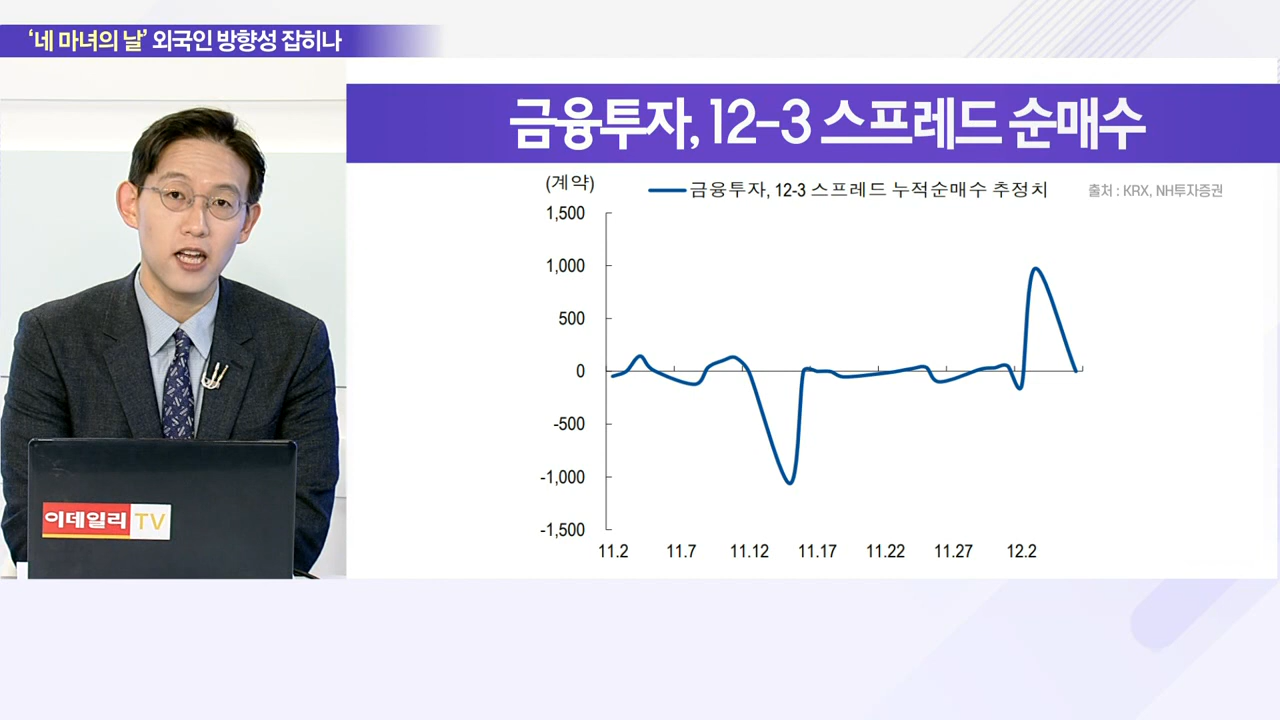 ‘네 마녀의 날’ 외국인 방향성 잡히나
금융투자, 12-3 스프레드 순매수
(계약)
금융투자, 12-3 스프레드 누적순매수 추정치
출처 : KRX, NH투자증권
1,500
1,000
500
0
-500
-1,000
-1,500
11.2 11.7 11.12 11.17 11.22 11.27 12.2
이데일리 TV